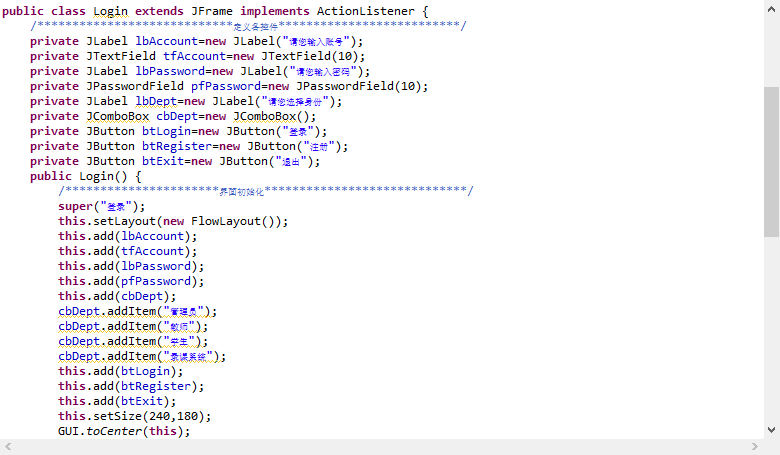 public class Login extends JFrame implements ActionListener {
/****************************定义各控件**************************/
private JLabel lbAccount=new JLabel("请您输入账号");
private JTextField tfAccount=new JTextField(10);
private JLabel lbPassword=new JLabel("请您输入密码");
private JPasswordField pfPassword=new JPasswordField(10);
private JLabel lbDept=new JLabel("请您选择身份");
private JComboBox cbDept=new JComboBox();
private JButton btLogin=new JButton("登录");
private JButton btRegister=new JButton("注册");
private JButton btExit=new JButton("退出");
public Login() {
/**********************界面初始化*****************************/
super("登录");
this.setLayout(new FlowLayout());
this.add(lbAccount);
this.add(tfAccount);
this.add(lbPassword);
this.add(pfPassword);
this.add(cbDept);
cbDept.addItem("管理员");
cbDept.addItem("教师");
cbDept.addItem("学生");
cbDept.addItem("录课系统");
this.add(btLogin);
this.add(btRegister);
this.add(btExit);
this.setSize(240,180);
GUI.toCenter(this);